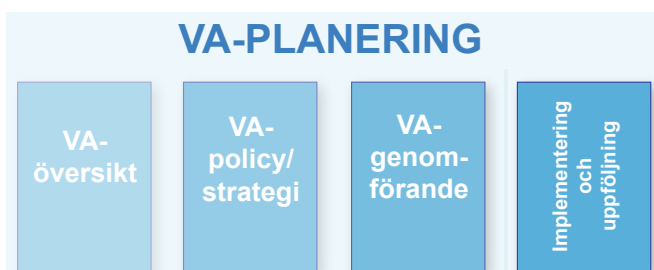 VA-PLANERING
VA-
översikt
VA-
policy/
strategi
VA-
genom-
förande
Implementering
och
uppföljning